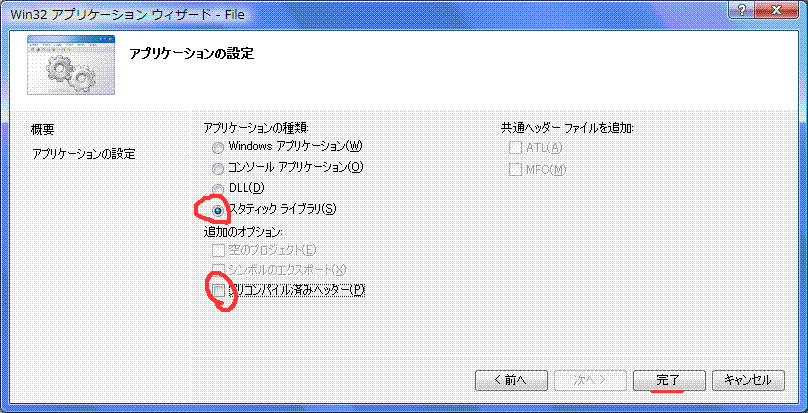 Win32 アプリケーション ウィザード - File
アプリケーションの設定
概要
アプリケーションの設定
アプリケーションの種類:
Windows アプリケーション(W)
コンソール アプリケーション(O)
DLL(D)
スタティック ライブラリ(S)
追加のオプション:
空のプロジェクト(E)
シンボルのエクスポート(X)
プリコンパイル済みヘッダー(P)
共通ヘッダー ファイルを追加:
ATL(A)
MFC(M)
< 前へ
次へ >
完了
キャンセル